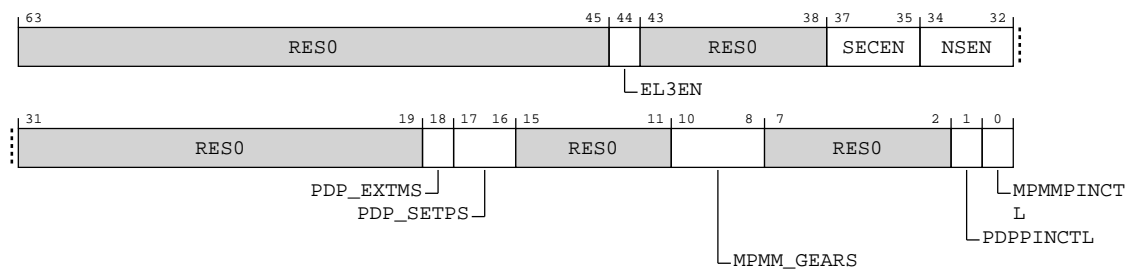 63 45 44 43 38 37 35 34 32
RES0 RES0 SECEN NSEN
EL3EN
31 19 18 17 16 15 11 10 8 7 2 1 0
RES0 RES0 RES0
PDP_EXTMS MPMMPINCT
PDP_SETPS L
PDPPINCTL
MPMM_GEARS